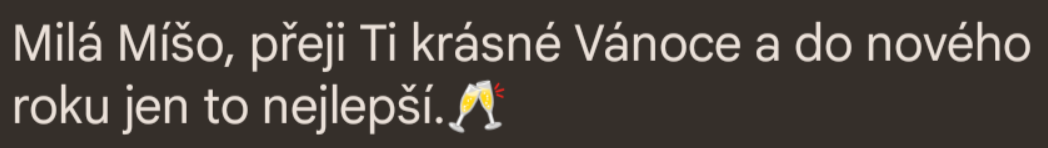 Milá Míšo, přeji Ti krásné Vánoce a do nového
roku jen to nejlepší.🥂